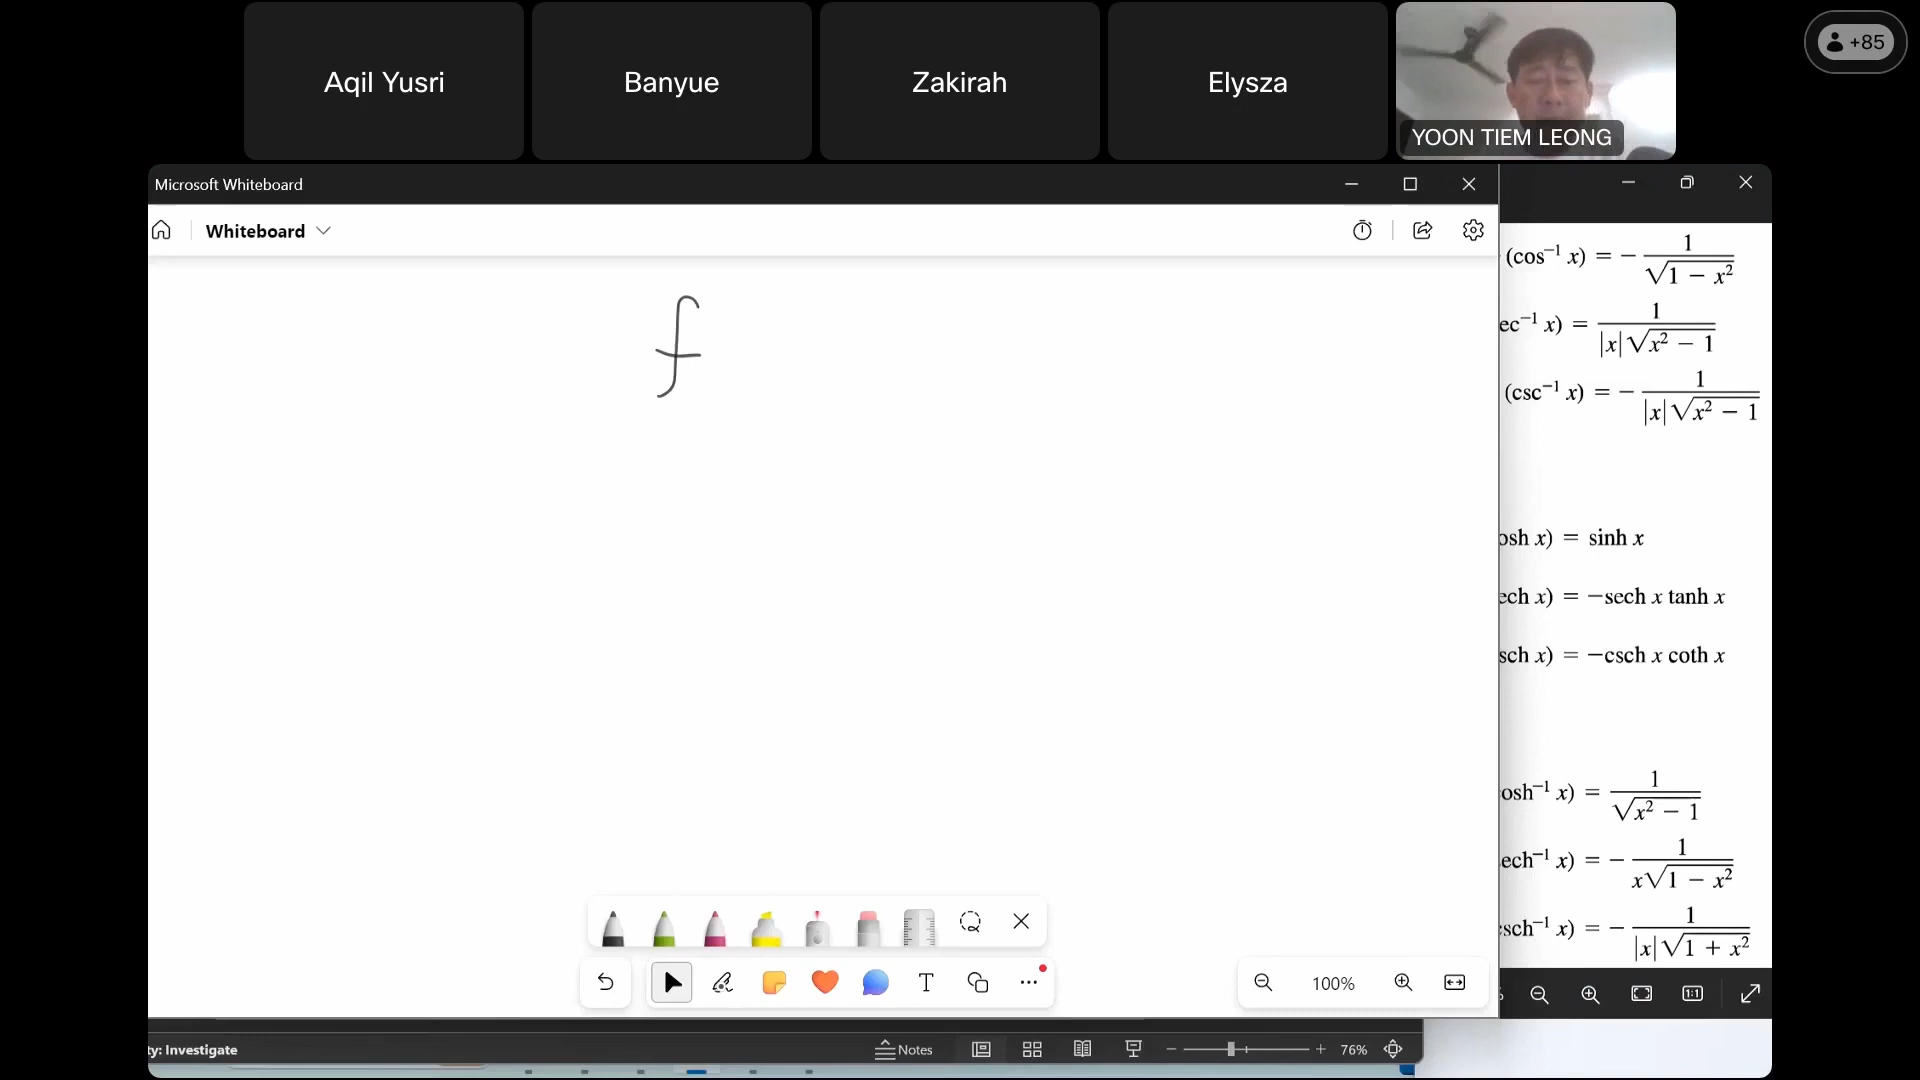 Aqil Yusri
Banyue
Zakirah
Elysza
YOON TIEM LEONG
+85
Microsoft Whiteboard
Whiteboard
f
(cos⁻¹ x) = − 1 / √(1 − x²)
ec⁻¹ x) = 1 / |x|√(x² − 1)
(csc⁻¹ x) = − 1 / |x|√(x² − 1)
osh x) = sinh x
ech x) = −sech x tanh x
sch x) = −csch x coth x
osh⁻¹ x) = 1 / √(x² − 1)
ech⁻¹ x) = − 1 / x√(1 − x²)
sch⁻¹ x) = − 1 / |x|√(1 + x²)
T
100%
1:1
ty: Investigate
Notes
76%